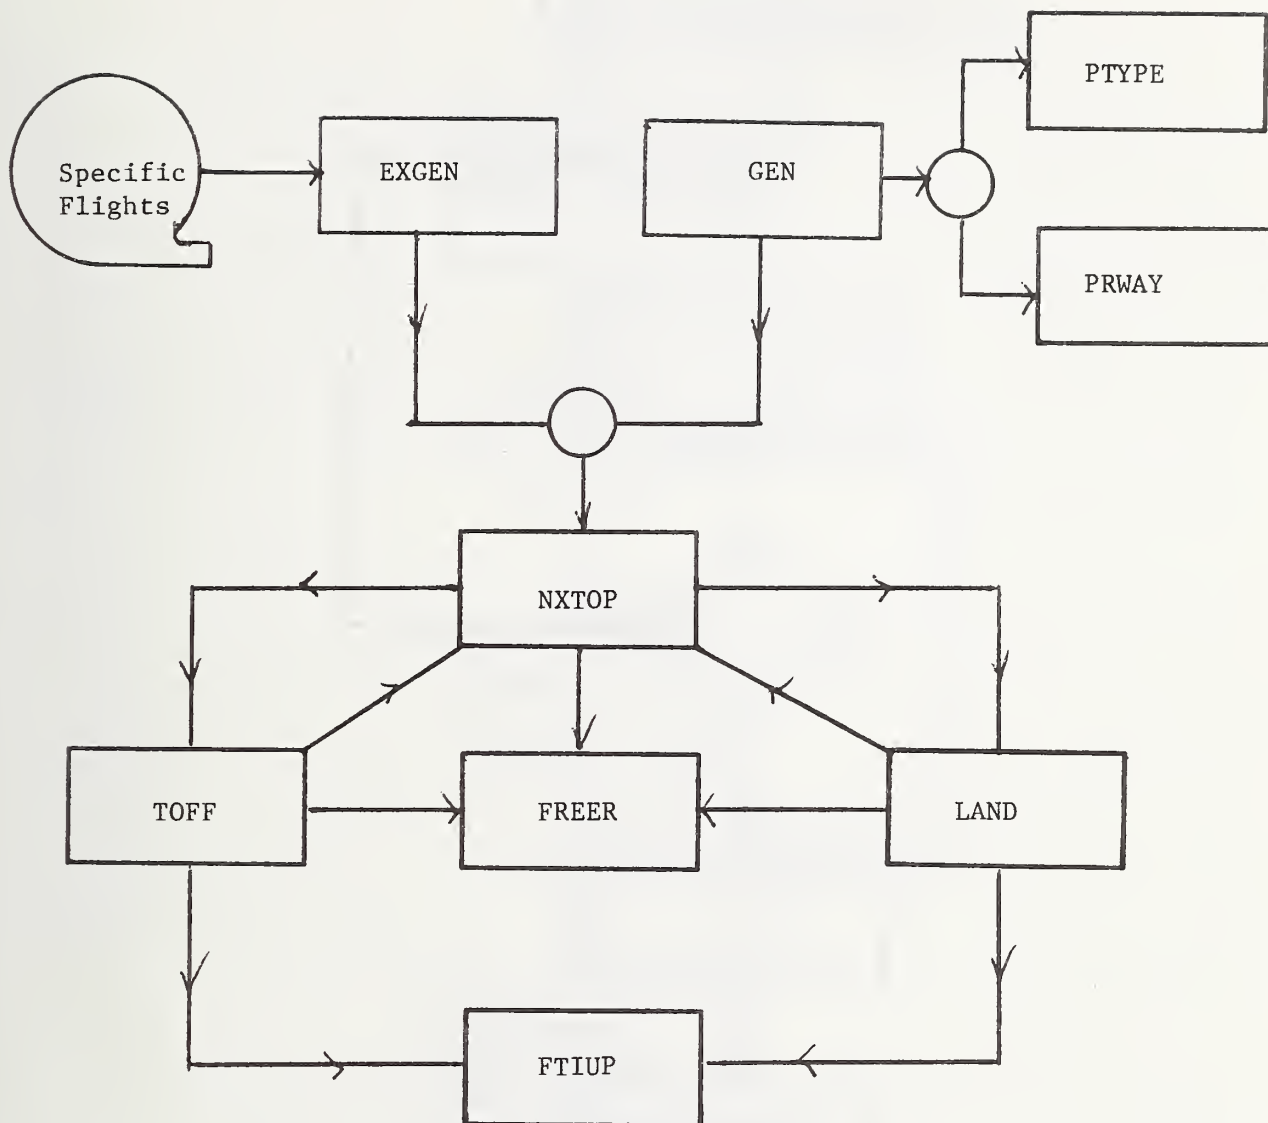 PTYPE
Specific
Flights
EXGEN
GEN
PRWAY
NXTOP
TOFF
FREER
LAND
FTIUP